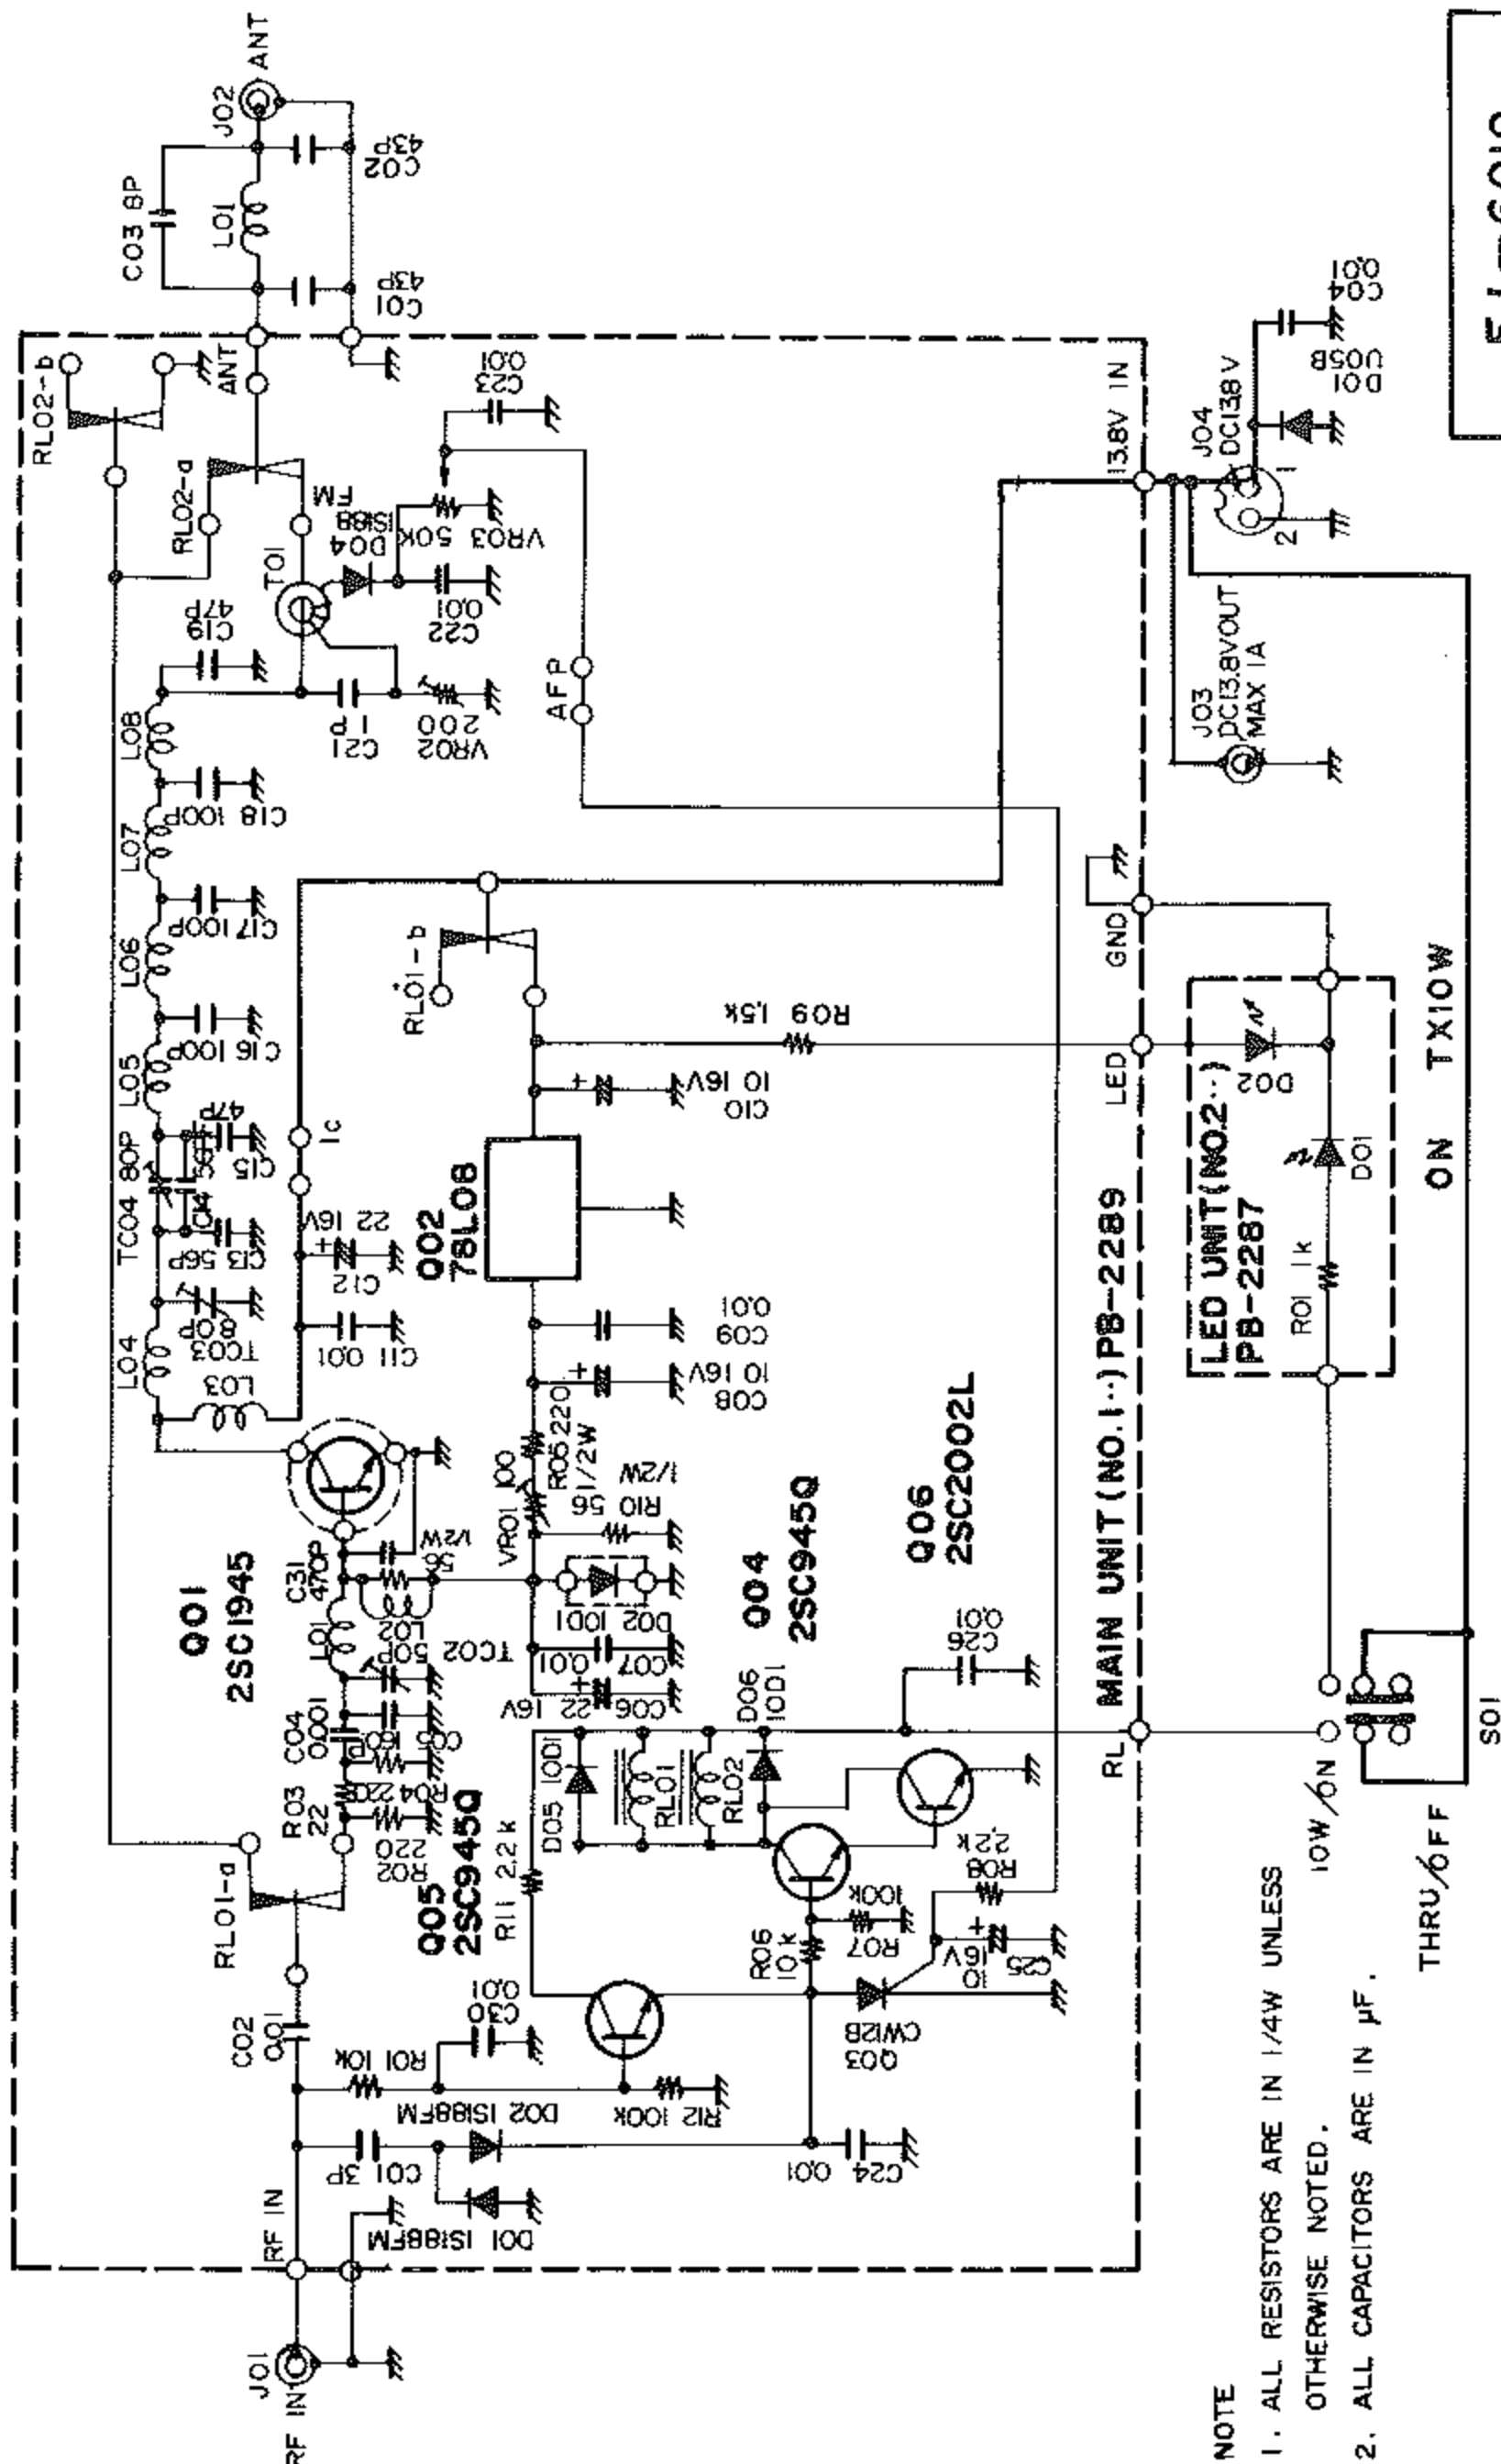 J01
RF IN
RF IN
C01
3P
D01 1S188FM
D02 1S188FM
R01 10k
C02
0.01
C30
0.01
R12 100k
C24
0.01
RL01-a
R02
220
R03
22
R04 220
C04
0.001
C05
L01
TC02
50P
L02
C31
470P
56
1/2W
Q01
2SC1945
Q05
2SC945Q
R11 2.2k
D05 10D1
RL01
RL02
D06
10D1
Q03
CW12B
R06
10k
R07
100k
C25
10
16V
R08
2.2k
Q04
2SC945Q
Q06
2SC2002L
C26
0.01
C06 22 16V
C07
0.01
D02 10D1
R10 56
1/2W
VR01 100
R05 220
1/2W
C08
10 16V
C09
0.01
Q02
78L08
C10
10 16V
R09 1.5k
RL01-b
L03
L04
TC03
80P
C11 0.01
C12
22 16V
1C
C13 56P
TC04 80P
C14
C15
47P
L05
C16 100P
L06
C17 100P
L07
C18 100P
L08
C19
47P
C21
1P
VR02
200
T01
D04
1S188
FM
C22
0.01
VR03 50K
C23
0.01
AFP
RL02-a
RL02-b
ANT
C01
43P
L01
C03 8P
C02
43P
J02
ANT
MAIN UNIT (NO.1··) PB-2289
RL
LED
GND
13.8V IN
LED UNIT (NO.2··)
PB-2287
R01 1k
D01
D02
J03
DC13.8VOUT
MAX 1A
J04
DC13.8V
1
2
D01
U05B
C04
0.01
ON TX10W
10W/ON
THRU/OFF
S01
NOTE
1. ALL RESISTORS ARE IN 1/4W UNLESS
OTHERWISE NOTED.
2. ALL CAPACITORS ARE IN μF.